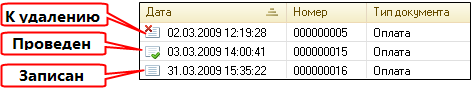 Дата Номер Тип документа
К удалению 02.03.2009 12:19:28 000000005 Оплата
Проведен 03.03.2009 14:00:41 000000015 Оплата
Записан 31.03.2009 15:35:22 000000016 Оплата